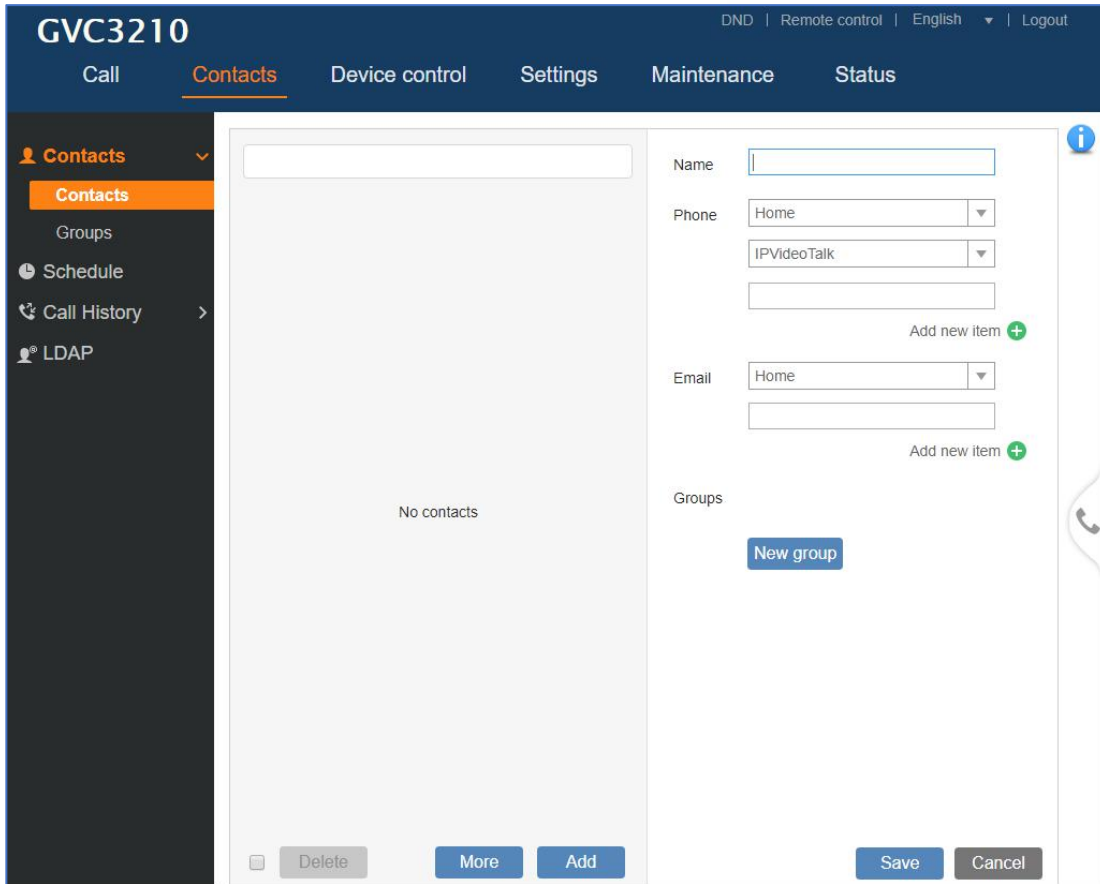 GVC3210
DND | Remote control | English | Logout
Call Contacts Device control Settings Maintenance Status
Contacts
Contacts
Groups
Schedule
Call History
LDAP
No contacts
Delete More Add
Name
Phone Home
IPVideoTalk
Add new item
Email Home
Add new item
Groups
New group
Save Cancel